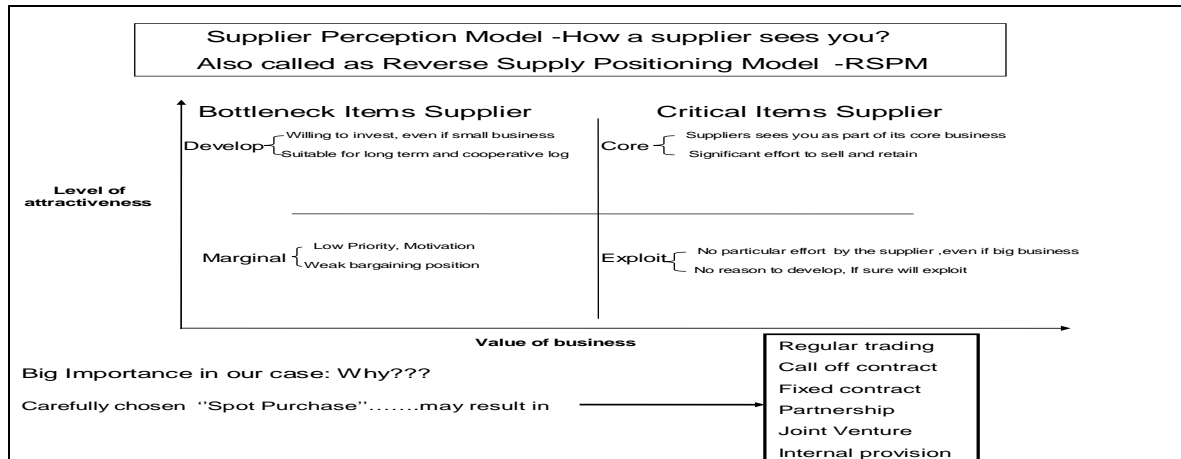 Supplier Perception Model -How a supplier sees you?
Also called as Reverse Supply Positioning Model -RSPM
Bottleneck Items Supplier
Critical Items Supplier
Develop
Willing to invest, even if small business
Suitable for long term and cooperative log
Core
Suppliers sees you as part of its core business
Significant effort to sell and retain
Level of
attractiveness
Marginal
Low Priority, Motivation
Weak bargaining position
Exploit
No particular effort by the supplier ,even if big business
No reason to develop, If sure will exploit
Value of business
Big Importance in our case: Why???
Carefully chosen ‘‘Spot Purchase’’…….may result in
Regular trading
Call off contract
Fixed contract
Partnership
Joint Venture
Internal provision